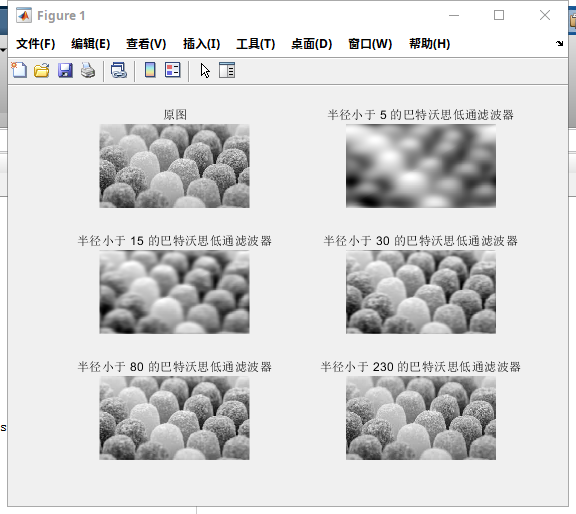 Figure 1
文件(F) 编辑(E) 查看(V) 插入(I) 工具(T) 桌面(D) 窗口(W) 帮助(H)
原图
半径小于 5 的巴特沃思低通滤波器
半径小于 15 的巴特沃思低通滤波器
半径小于 30 的巴特沃思低通滤波器
半径小于 80 的巴特沃思低通滤波器
半径小于 230 的巴特沃思低通滤波器
s